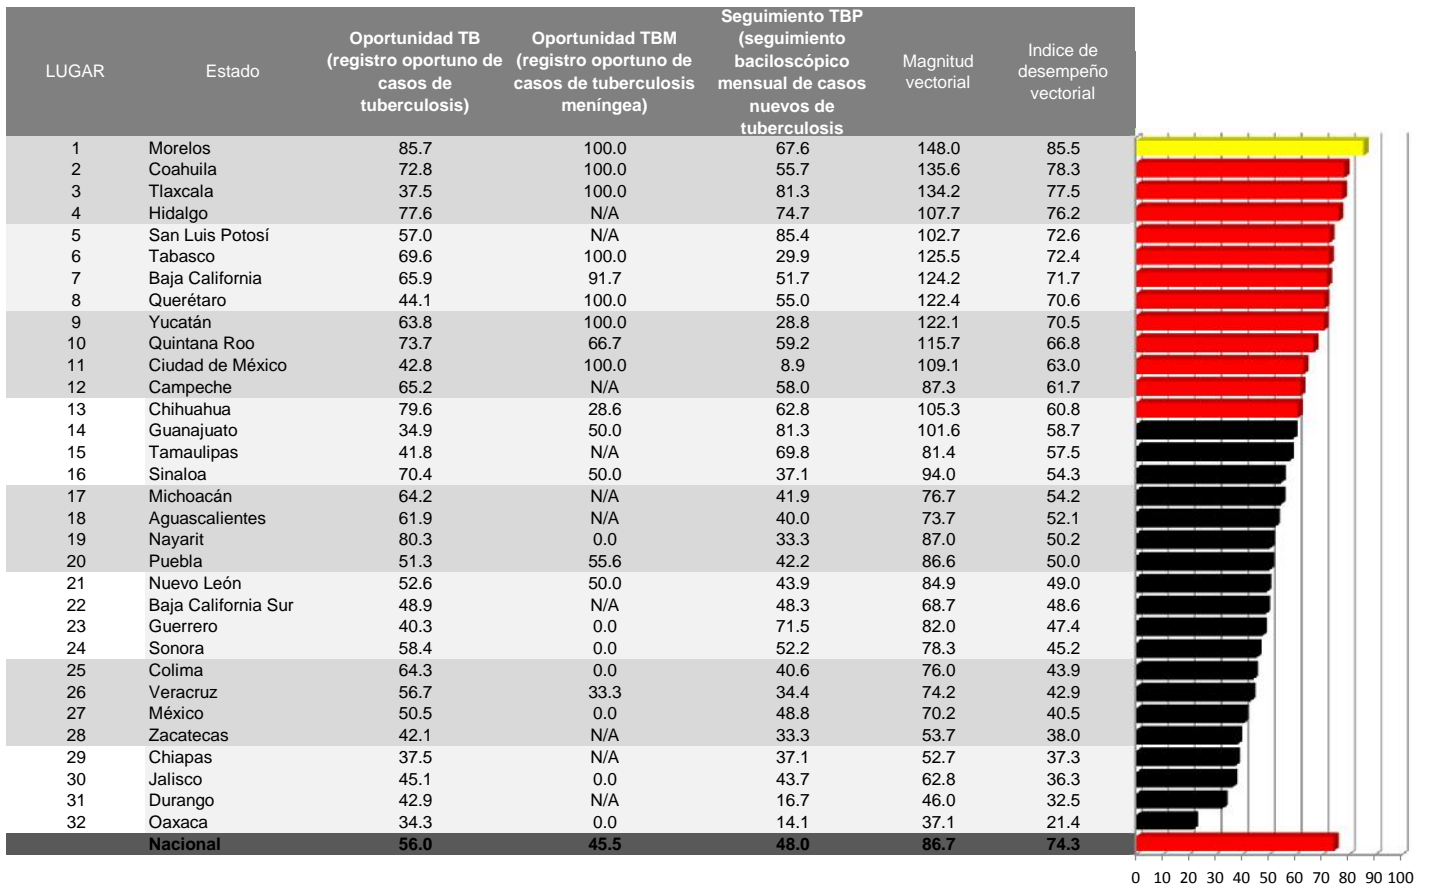 LUGAR Estado Oportunidad TB (registro oportuno de casos de tuberculosis) Oportunidad TBM (registro oportuno de casos de tuberculosis meníngea) Seguimiento TBP (seguimiento baciloscópico mensual de casos nuevos de tuberculosis Magnitud vectorial Indice de desempeño vectorial
1 Morelos 85.7 100.0 67.6 148.0 85.5
2 Coahuila 72.8 100.0 55.7 135.6 78.3
3 Tlaxcala 37.5 100.0 81.3 134.2 77.5
4 Hidalgo 77.6 N/A 74.7 107.7 76.2
5 San Luis Potosí 57.0 N/A 85.4 102.7 72.6
6 Tabasco 69.6 100.0 29.9 125.5 72.4
7 Baja California 65.9 91.7 51.7 124.2 71.7
8 Querétaro 44.1 100.0 55.0 122.4 70.6
9 Yucatán 63.8 100.0 28.8 122.1 70.5
10 Quintana Roo 73.7 66.7 59.2 115.7 66.8
11 Ciudad de México 42.8 100.0 8.9 109.1 63.0
12 Campeche 65.2 N/A 58.0 87.3 61.7
13 Chihuahua 79.6 28.6 62.8 105.3 60.8
14 Guanajuato 34.9 50.0 81.3 101.6 58.7
15 Tamaulipas 41.8 N/A 69.8 81.4 57.5
16 Sinaloa 70.4 50.0 37.1 94.0 54.3
17 Michoacán 64.2 N/A 41.9 76.7 54.2
18 Aguascalientes 61.9 N/A 40.0 73.7 52.1
19 Nayarit 80.3 0.0 33.3 87.0 50.2
20 Puebla 51.3 55.6 42.2 86.6 50.0
21 Nuevo León 52.6 50.0 43.9 84.9 49.0
22 Baja California Sur 48.9 N/A 48.3 68.7 48.6
23 Guerrero 40.3 0.0 71.5 82.0 47.4
24 Sonora 58.4 0.0 52.2 78.3 45.2
25 Colima 64.3 0.0 40.6 76.0 43.9
26 Veracruz 56.7 33.3 34.4 74.2 42.9
27 México 50.5 0.0 48.8 70.2 40.5
28 Zacatecas 42.1 N/A 33.3 53.7 38.0
29 Chiapas 37.5 N/A 37.1 52.7 37.3
30 Jalisco 45.1 0.0 43.7 62.8 36.3
31 Durango 42.9 N/A 16.7 46.0 32.5
32 Oaxaca 34.3 0.0 14.1 37.1 21.4
Nacional 56.0 45.5 48.0 86.7 74.3
0 10 20 30 40 50 60 70 80 90 100